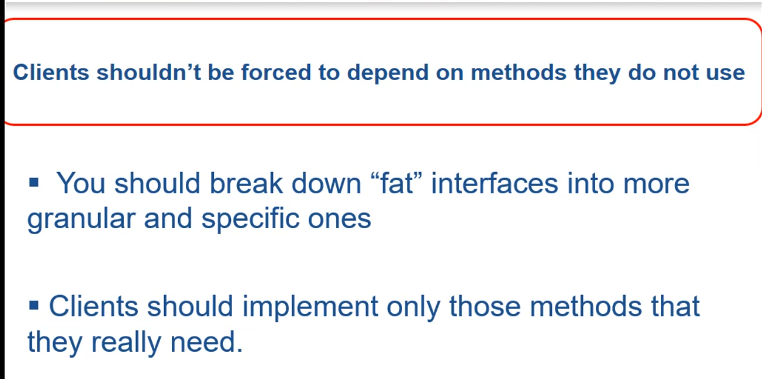 Clients shouldn’t be forced to depend on methods they do not use
▪ You should break down “fat” interfaces into more
granular and specific ones
▪ Clients should implement only those methods that
they really need.